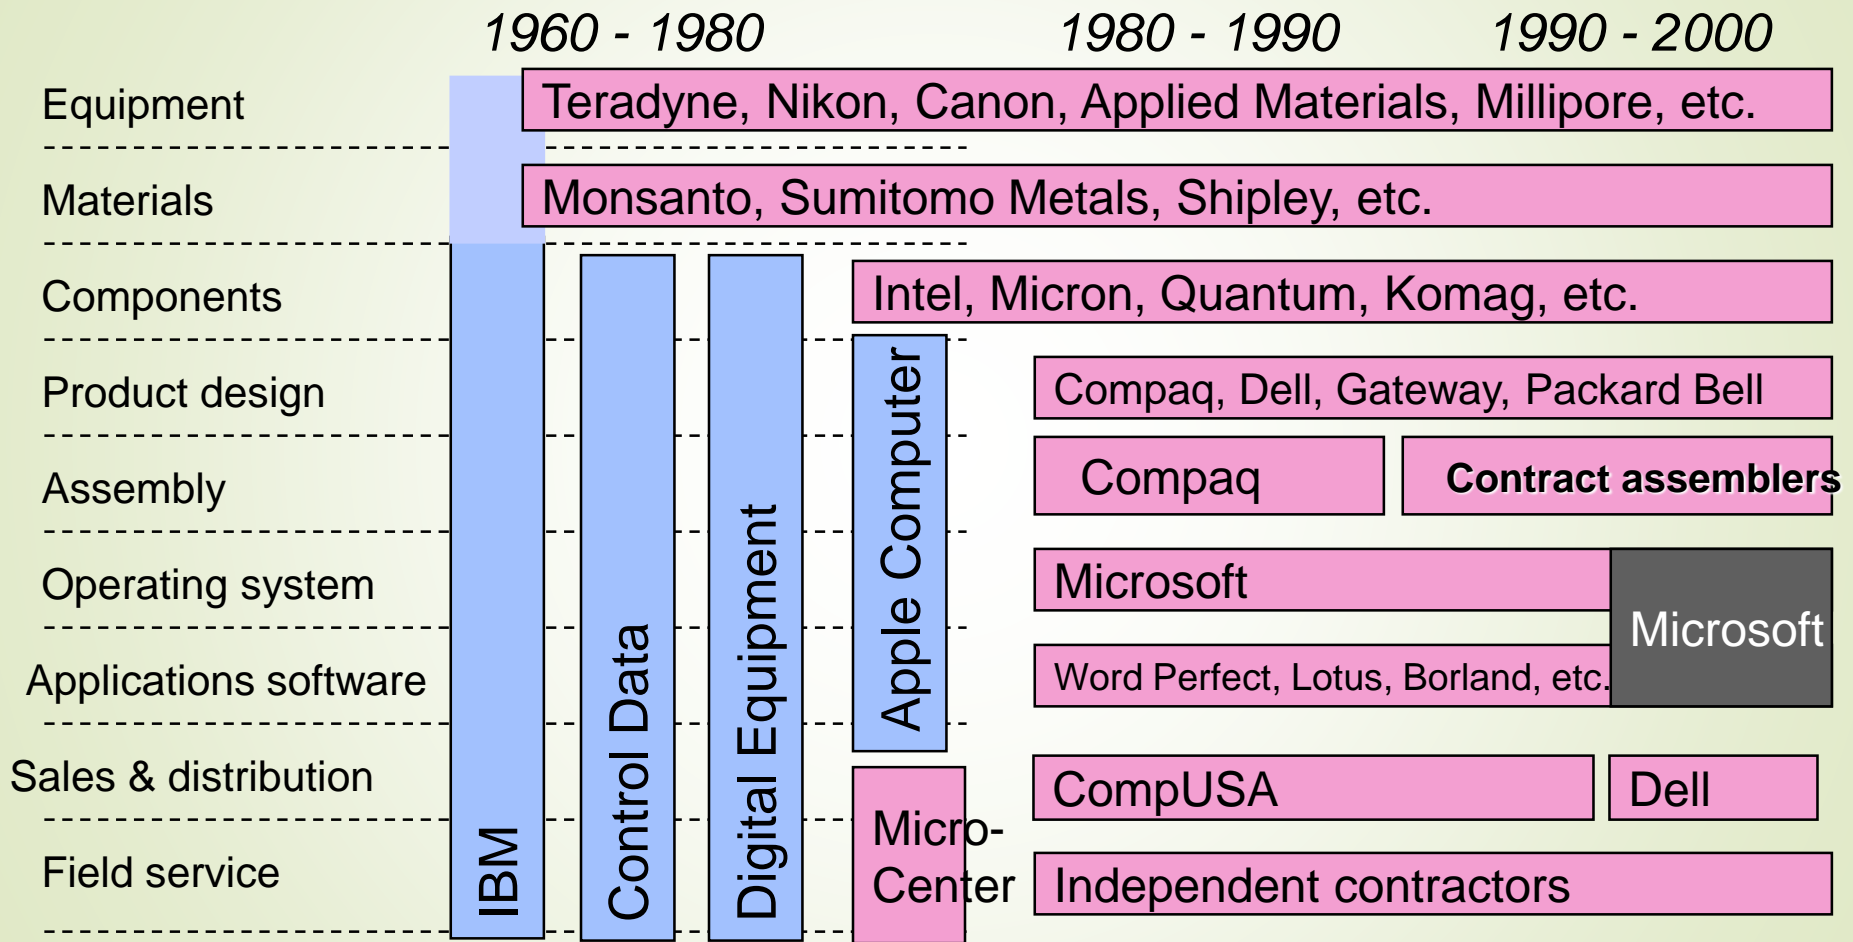 1960 - 1980
1980 - 1990
1990 - 2000
Equipment
Teradyne, Nikon, Canon, Applied Materials, Millipore, etc.
Materials
Monsanto, Sumitomo Metals, Shipley, etc.
Components
Intel, Micron, Quantum, Komag, etc.
Product design
Compaq, Dell, Gateway, Packard Bell
Assembly
Compaq
Contract assemblers
Operating system
Microsoft
Microsoft
Applications software
Word Perfect, Lotus, Borland, etc.
Sales & distribution
CompUSA
Dell
Field service
Independent contractors
IBM
Control Data
Digital Equipment
Apple Computer
Micro-
Center